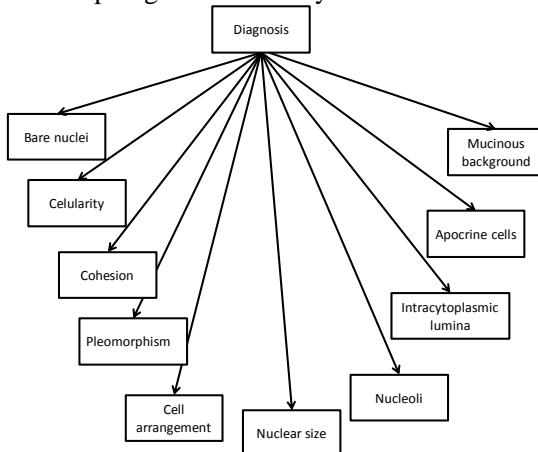 Diagnosis
Bare nuclei
Mucinous
background
Celularity
Apocrine cells
Cohesion
Intracytoplasmic
lumina
Pleomorphism
Nucleoli
Cell
arrangement
Nuclear size